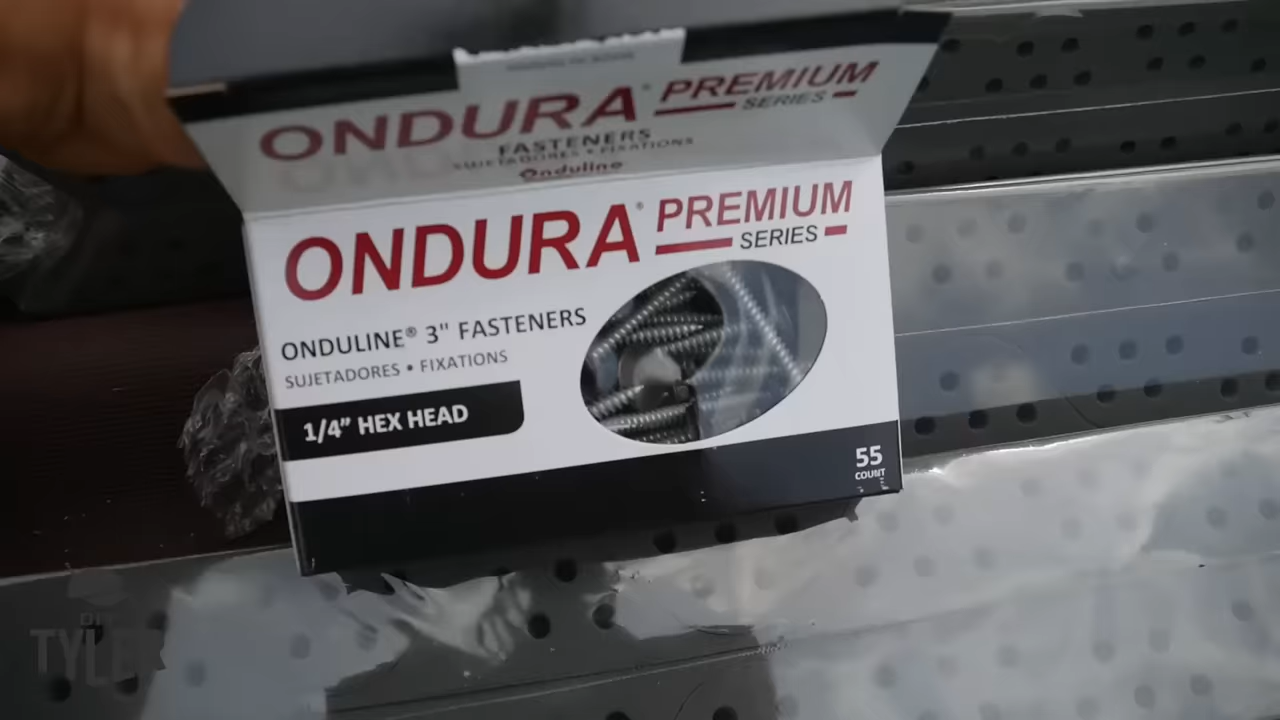 ONDURA® PREMIUM
SERIES
FASTENERS
SUJETADORES • FIXATIONS
Onduline
ONDURA® PREMIUM
SERIES
ONDULINE® 3" FASTENERS
SUJETADORES • FIXATIONS
1/4" HEX HEAD
55
COUNT
TYLER